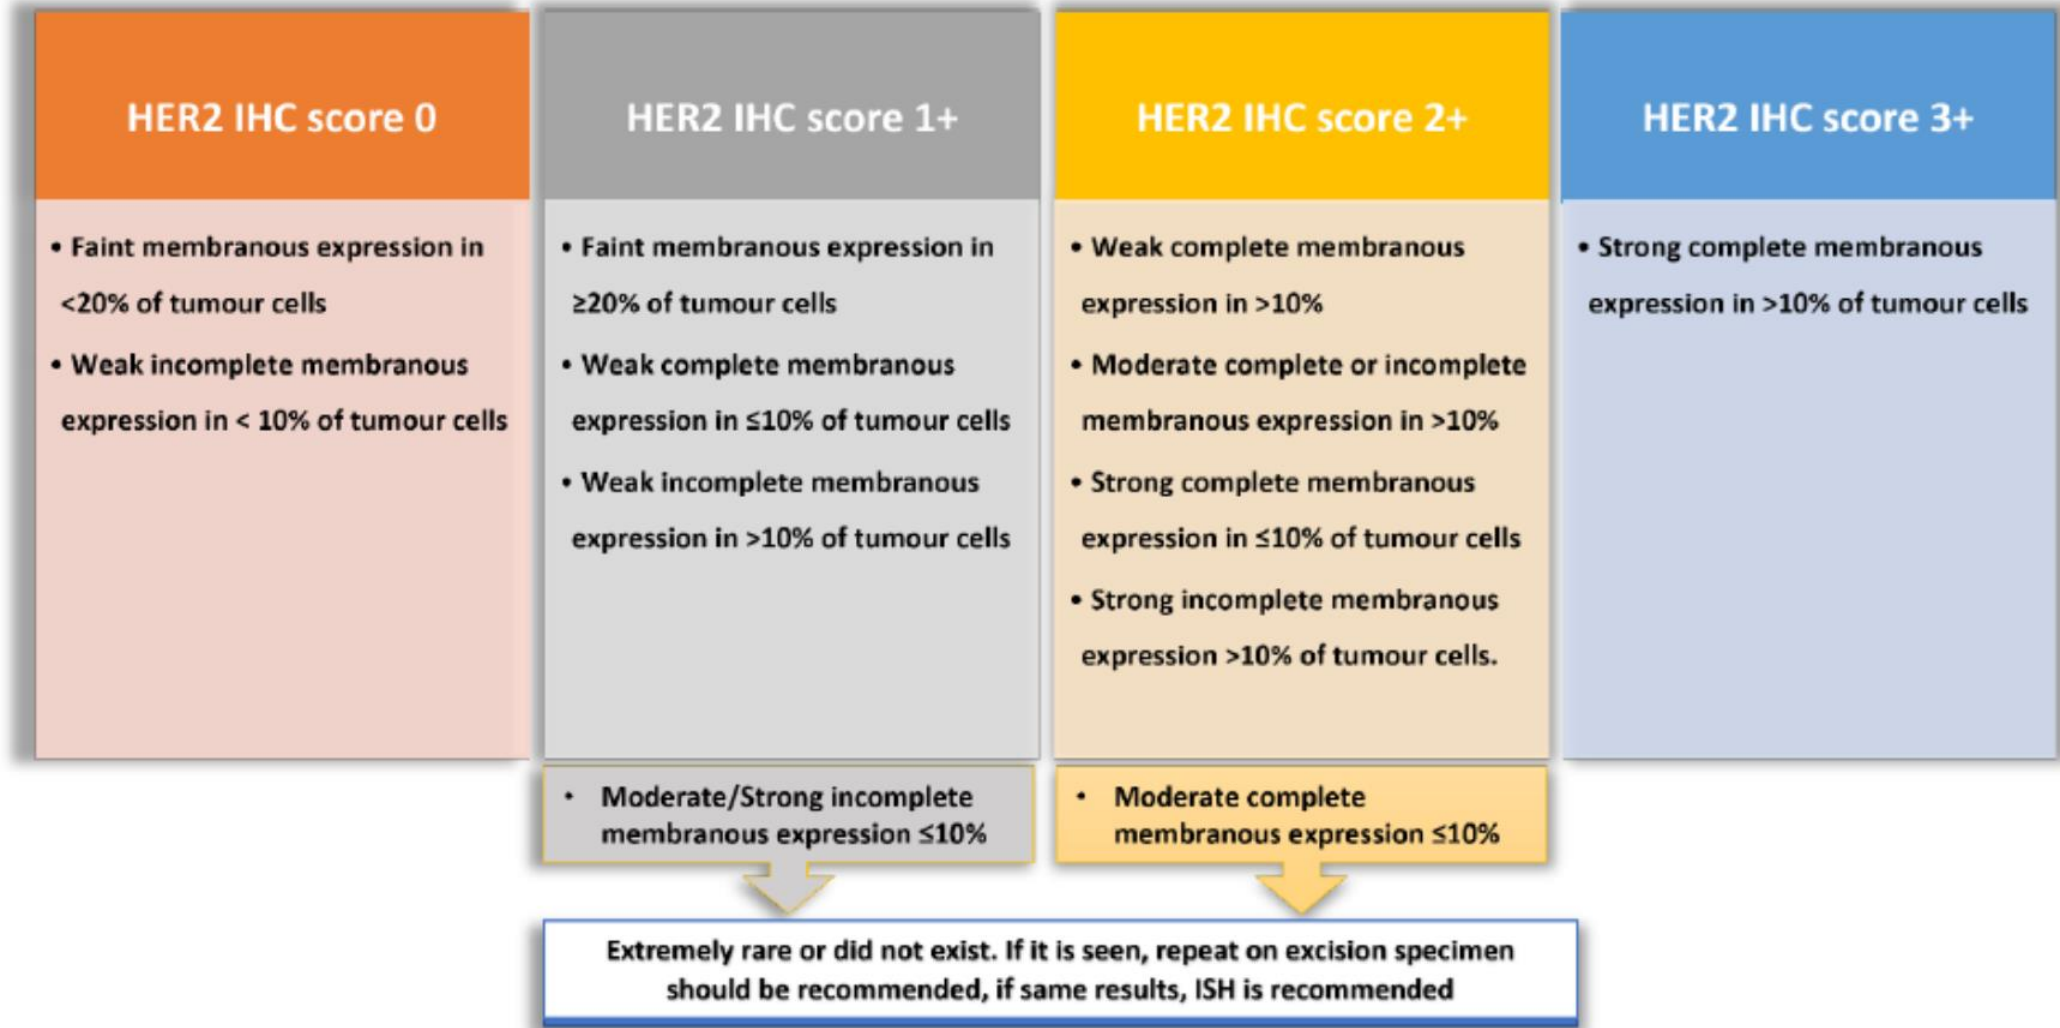 HER2 IHC score 0
• Faint membranous expression in
<20% of tumour cells
• Weak incomplete membranous
expression in < 10% of tumour cells
HER2 IHC score 1+
• Faint membranous expression in
≥20% of tumour cells
• Weak complete membranous
expression in ≤10% of tumour cells
• Weak incomplete membranous
expression in >10% of tumour cells
• Moderate/Strong incomplete
membranous expression ≤10%
HER2 IHC score 2+
• Weak complete membranous
expression in >10%
• Moderate complete or incomplete
membranous expression in >10%
• Strong complete membranous
expression in ≤10% of tumour cells
• Strong incomplete membranous
expression >10% of tumour cells.
• Moderate complete
membranous expression ≤10%
HER2 IHC score 3+
• Strong complete membranous
expression in >10% of tumour cells
Extremely rare or did not exist. If it is seen, repeat on excision specimen
should be recommended, if same results, ISH is recommended